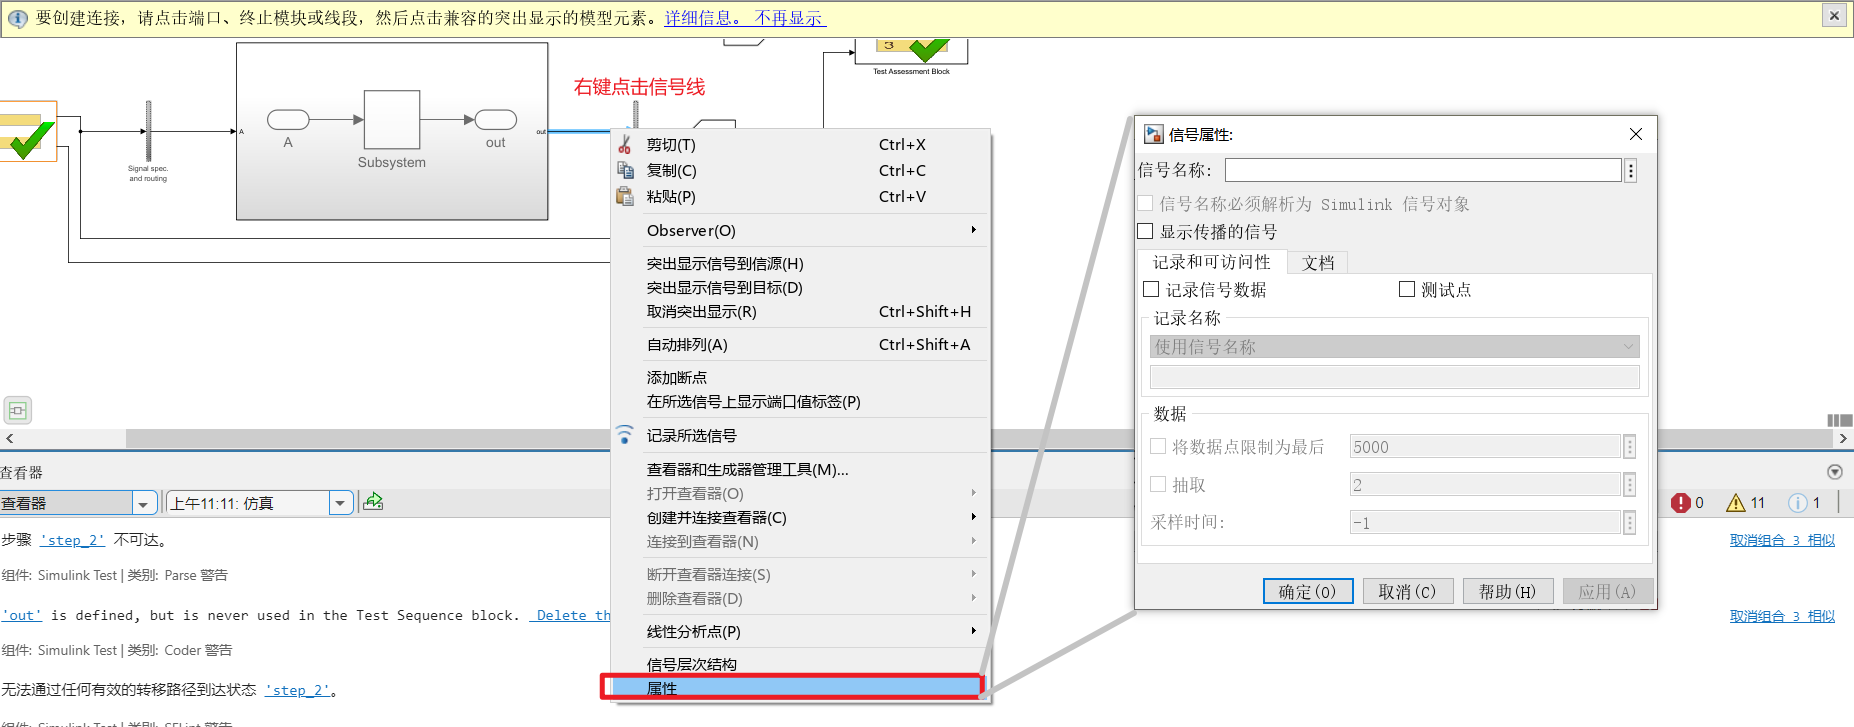 要创建连接，请点击端口、终止模块或线段，然后点击兼容的突出显示的模型元素。详细信息。 不再显示
3
Test Assessment Block
右键点击信号线
A
A
Subsystem
out
out
Signal spec.
and routing
剪切(T) Ctrl+X
复制(C) Ctrl+C
粘贴(P) Ctrl+V
Observer(O)
突出显示信号到信源(H)
突出显示信号到目标(D)
取消突出显示(R) Ctrl+Shift+H
自动排列(A) Ctrl+Shift+A
添加断点
在所选信号上显示端口值标签(P)
记录所选信号
查看器和生成器管理工具(M)...
打开查看器(O)
创建并连接查看器(C)
连接到查看器(N)
断开查看器连接(S)
删除查看器(D)
线性分析点(P)
信号层次结构
属性
信号属性:
信号名称:
信号名称必须解析为 Simulink 信号对象
显示传播的信号
记录和可访问性 文档
记录信号数据 测试点
记录名称
使用信号名称
数据
将数据点限制为最后 5000
抽取 2
采样时间: -1
确定(O) 取消(C) 帮助(H) 应用(A)
查看器
查看器 上午11:11: 仿真
0 11 1
步骤 'step_2' 不可达。 取消组合 3 相似
组件: Simulink Test | 类别: Parse 警告
'out' is defined, but is never used in the Test Sequence block. Delete th 取消组合 3 相似
组件: Simulink Test | 类别: Coder 警告
无法通过任何有效的转移路径到达状态 'step_2'。
组件: Simulink Test | 类别: SFLint 警告